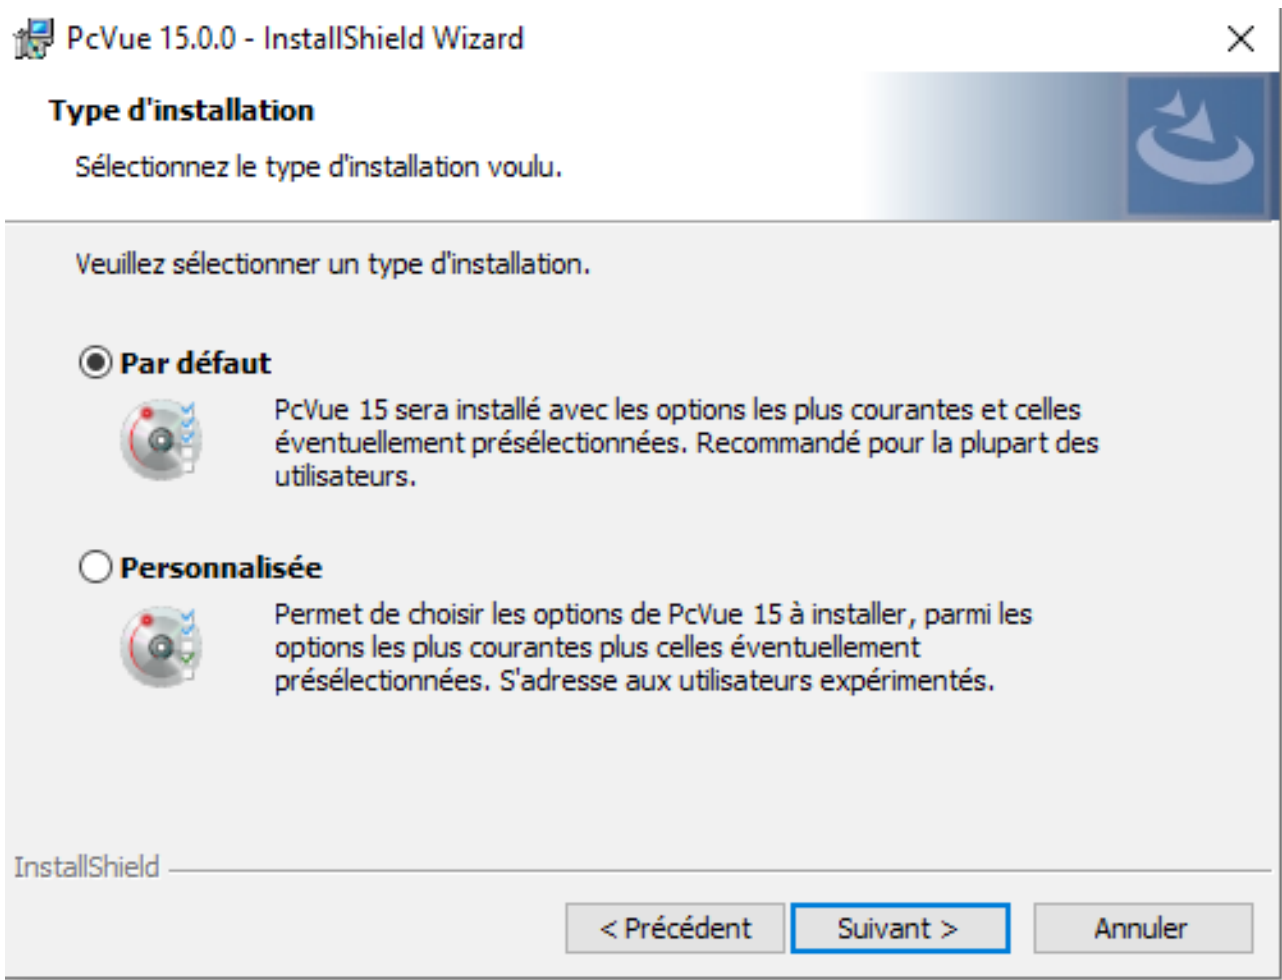 PcVue 15.0.0 - InstallShield Wizard
Type d'installation
Sélectionnez le type d'installation voulu.
Veuillez sélectionner un type d'installation.
Par défaut
PcVue 15 sera installé avec les options les plus courantes et celles
éventuellement présélectionnées. Recommandé pour la plupart des
utilisateurs.
Personnalisée
Permet de choisir les options de PcVue 15 à installer, parmi les
options les plus courantes plus celles éventuellement
présélectionnées. S'adresse aux utilisateurs expérimentés.
InstallShield
< Précédent Suivant > Annuler